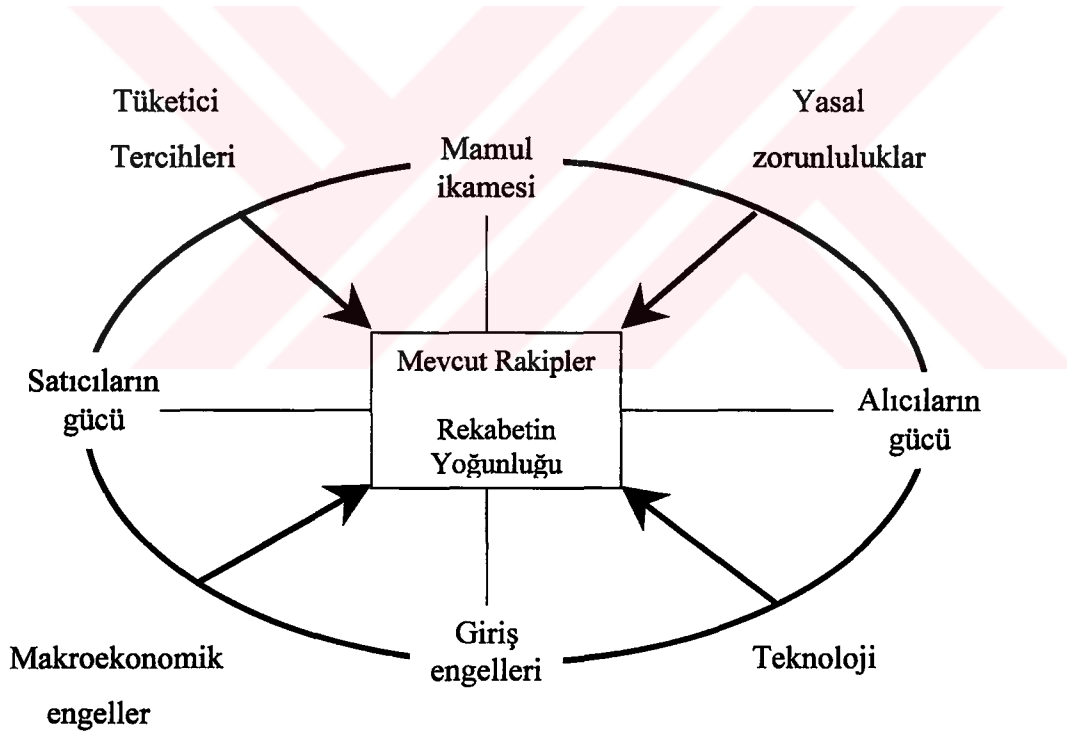 Tüketici
Tercihleri
Yasal
zorunluluklar
Mamul
ikamesi
Satıcıların
gücü
Mevcut Rakipler
Rekabetin
Yoğunluğu
Alıcıların
gücü
Makroekonomik
engeller
Giriş
engelleri
Teknoloji